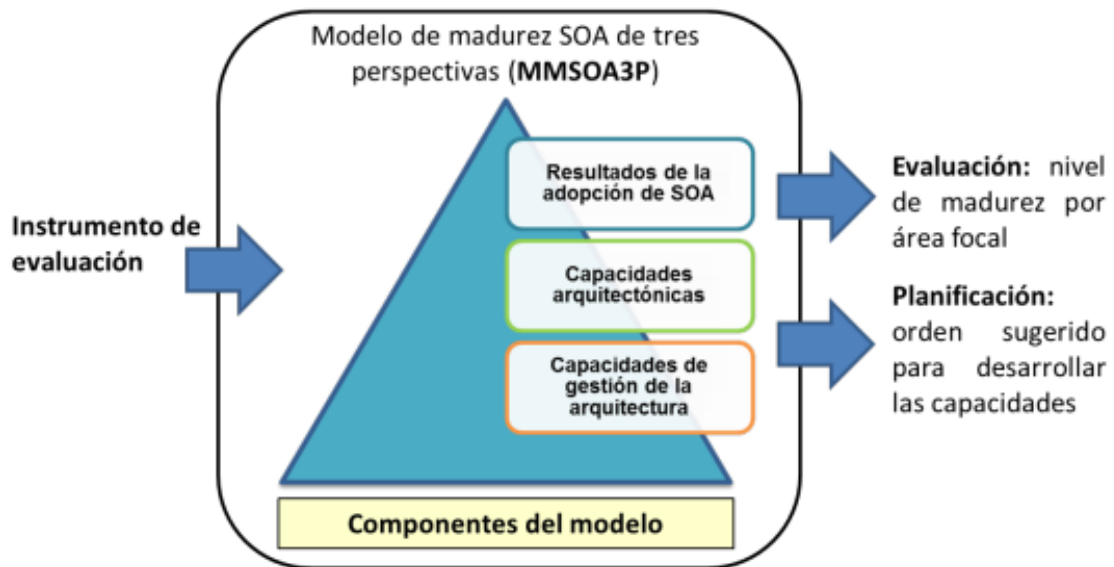 Modelo de madurez SOA de tres
perspectivas (MMSOA3P)
Instrumento de
evaluación
Resultados de la
adopción de SOA
Capacidades
arquitectónicas
Capacidades de
gestión de la
arquitectura
Componentes del modelo
Evaluación: nivel
de madurez por
área focal
Planificación:
orden sugerido
para desarrollar
las capacidades